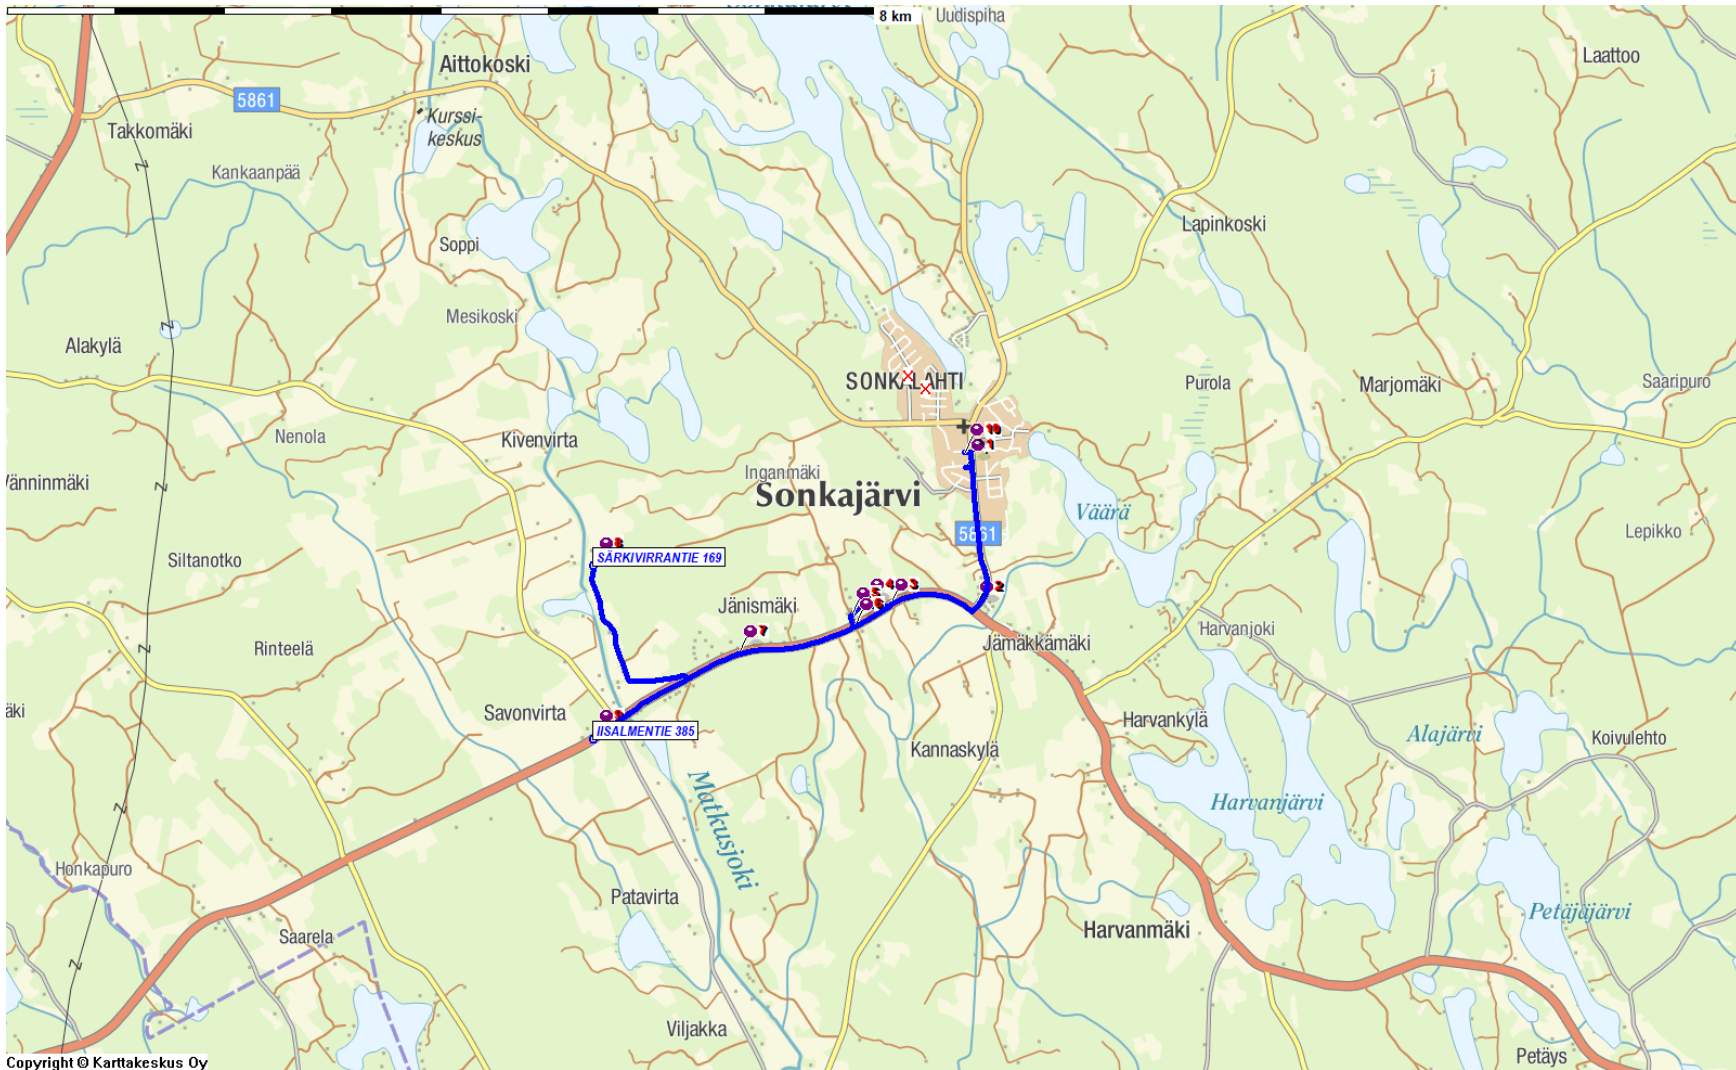 8 km
Uudispiha
Laattoo
Aittokoski
5861
Kurssi-
keskus
Takkomäki
Kankaanpää
Soppi
Lapinkoski
Mesikoski
Alakylä
SONKALAHTI
Purola
Marjomäki
Saaripuro
Nenola
Kivenvirta
10
1
Inganmäki
Vänninmäki
Sonkajärvi
Väärä
5861
Lepikko
Siltanotko
8
SÄRKIVIRRANTIE 169
2
3
4
5
6
Jänismäki
7
Harvanjoki
Jämäkkämäki
Rinteelä
Savonvirta
9
IISALMENTIE 385
äki
Harvankylä
Kannaskylä
Alajärvi
Koivulehto
Matkusjoki
Harvanjärvi
Honkapuro
Patavirta
Petäjäjärvi
Saarela
Harvanmäki
Viljakka
Petäys
Copyright © Karttakeskus Oy